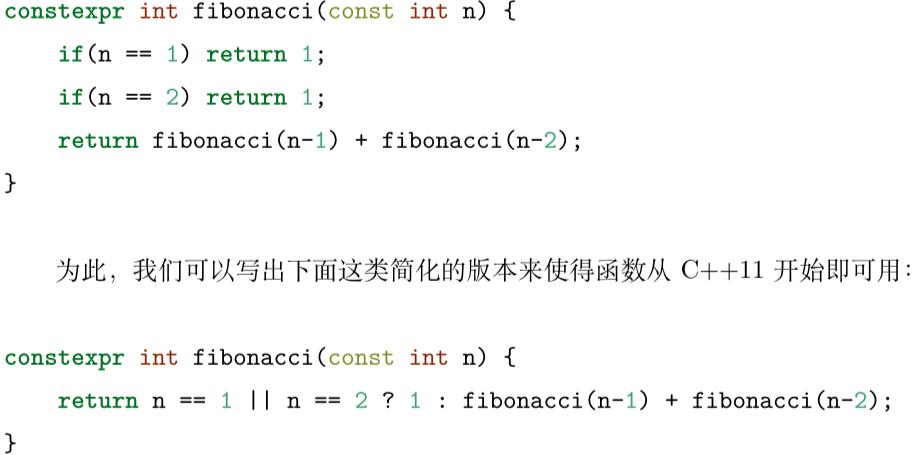 constexpr int fibonacci(const int n) {
    if(n == 1) return 1;
    if(n == 2) return 1;
    return fibonacci(n-1) + fibonacci(n-2);
}
为此，我们可以写出下面这类简化的版本来使得函数从 C++11 开始即可用：
constexpr int fibonacci(const int n) {
    return n == 1 || n == 2 ? 1 : fibonacci(n-1) + fibonacci(n-2);
}